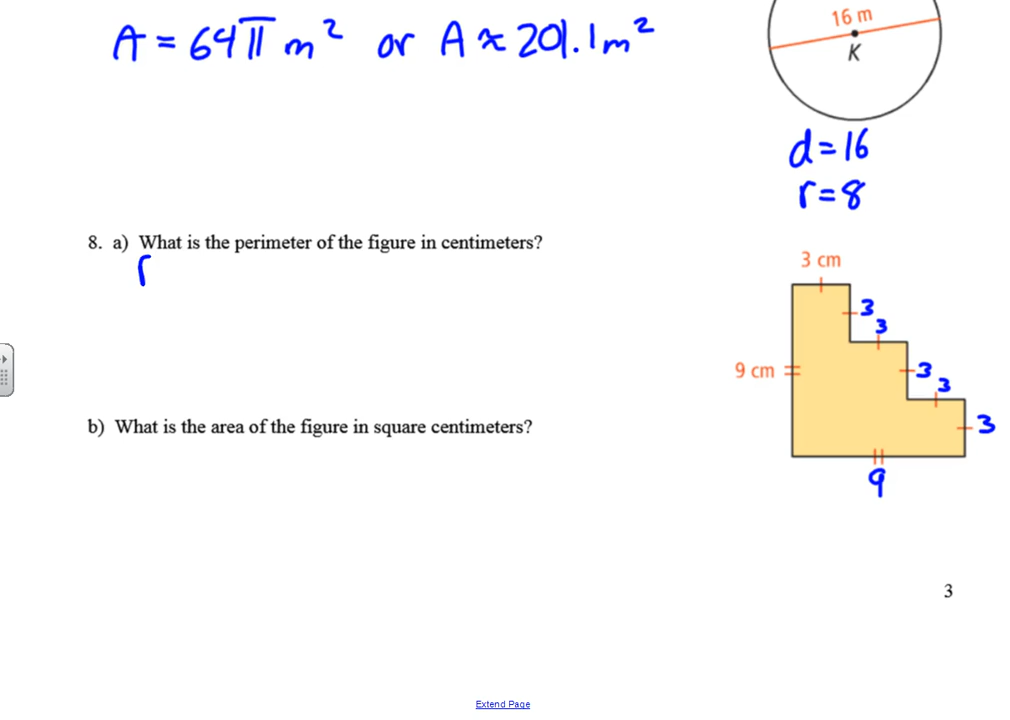 A = 64π m² or A ≈ 201.1 m²
16 m
K
d = 16
r = 8
8. a) What is the perimeter of the figure in centimeters?
3 cm
3
3
9 cm
3
3
b) What is the area of the figure in square centimeters?
3
9
3
Extend Page